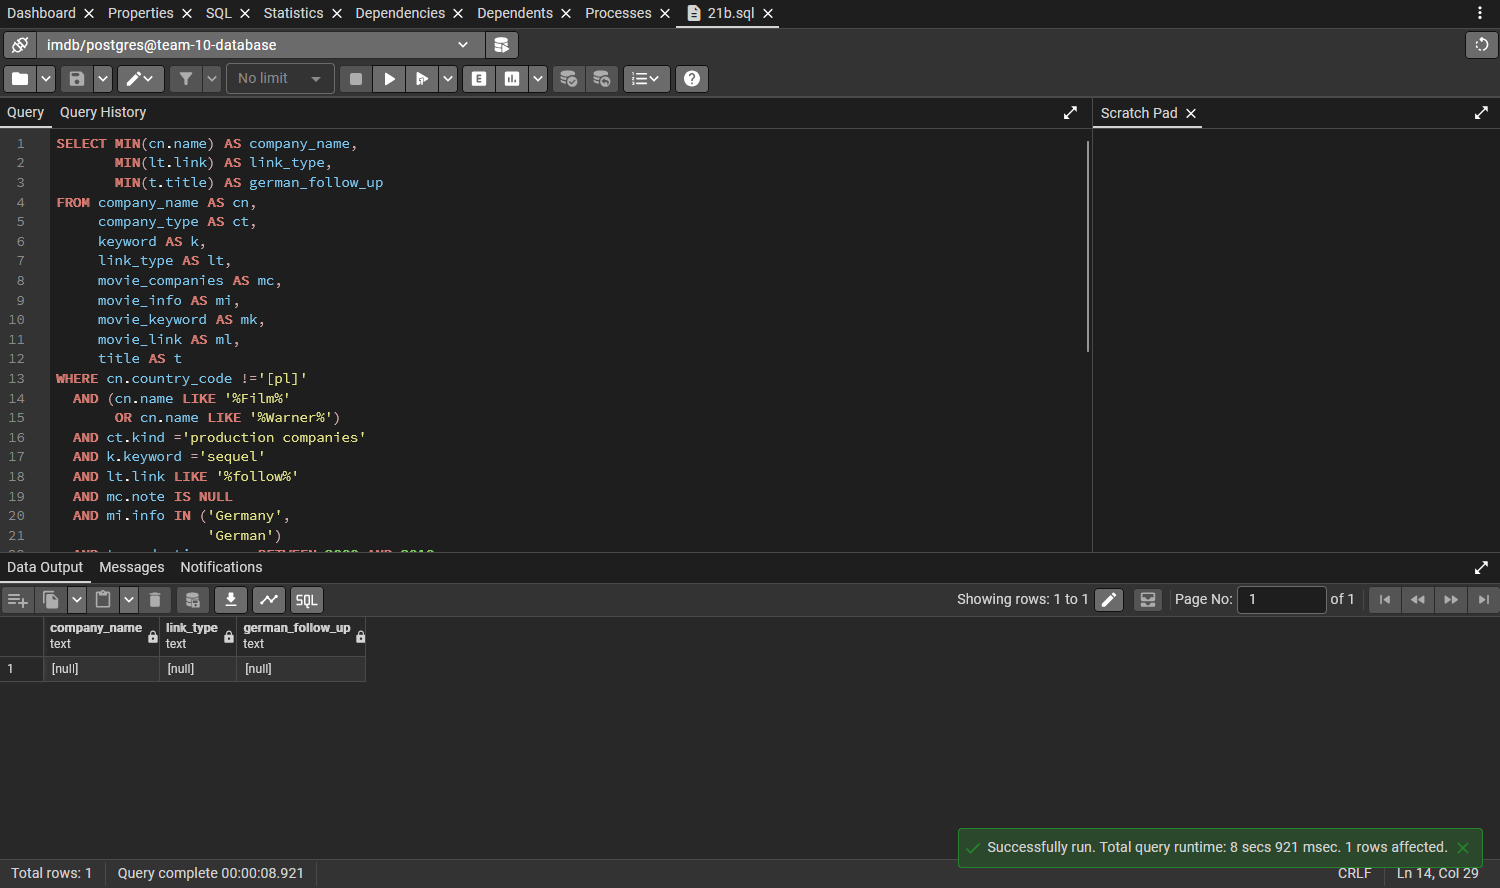 Dashboard Properties SQL Statistics Dependencies Dependents Processes 21b.sql
imdb/postgres@team-10-database
No limit
Query Query History Scratch Pad
1 SELECT MIN(cn.name) AS company_name,
2 MIN(lt.link) AS link_type,
3 MIN(t.title) AS german_follow_up
4 FROM company_name AS cn,
5 company_type AS ct,
6 keyword AS k,
7 link_type AS lt,
8 movie_companies AS mc,
9 movie_info AS mi,
10 movie_keyword AS mk,
11 movie_link AS ml,
12 title AS t
13 WHERE cn.country_code !='[pl]'
14 AND (cn.name LIKE '%Film%'
15 OR cn.name LIKE '%Warner%')
16 AND ct.kind ='production companies'
17 AND k.keyword ='sequel'
18 AND lt.link LIKE '%follow%'
19 AND mc.note IS NULL
20 AND mi.info IN ('Germany',
21 'German')
Data Output Messages Notifications
SQL Showing rows: 1 to 1 Page No: 1 of 1
company_name link_type german_follow_up
text text text
1 [null] [null] [null]
Successfully run. Total query runtime: 8 secs 921 msec. 1 rows affected.
Total rows: 1 Query complete 00:00:08.921 CRLF Ln 14, Col 29